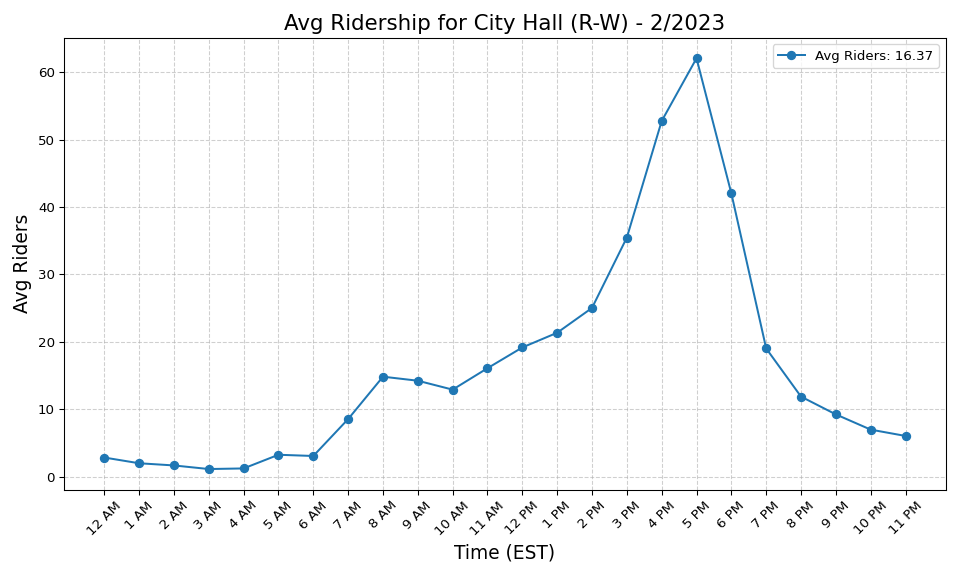 Avg Ridership for City Hall (R-W) - 2/2023
Avg Riders: 16.37
Avg Riders
60
50
40
30
20
10
0
12 AM
1 AM
2 AM
3 AM
4 AM
5 AM
6 AM
7 AM
8 AM
9 AM
10 AM
11 AM
12 PM
1 PM
2 PM
3 PM
4 PM
5 PM
6 PM
7 PM
8 PM
9 PM
10 PM
11 PM
Time (EST)